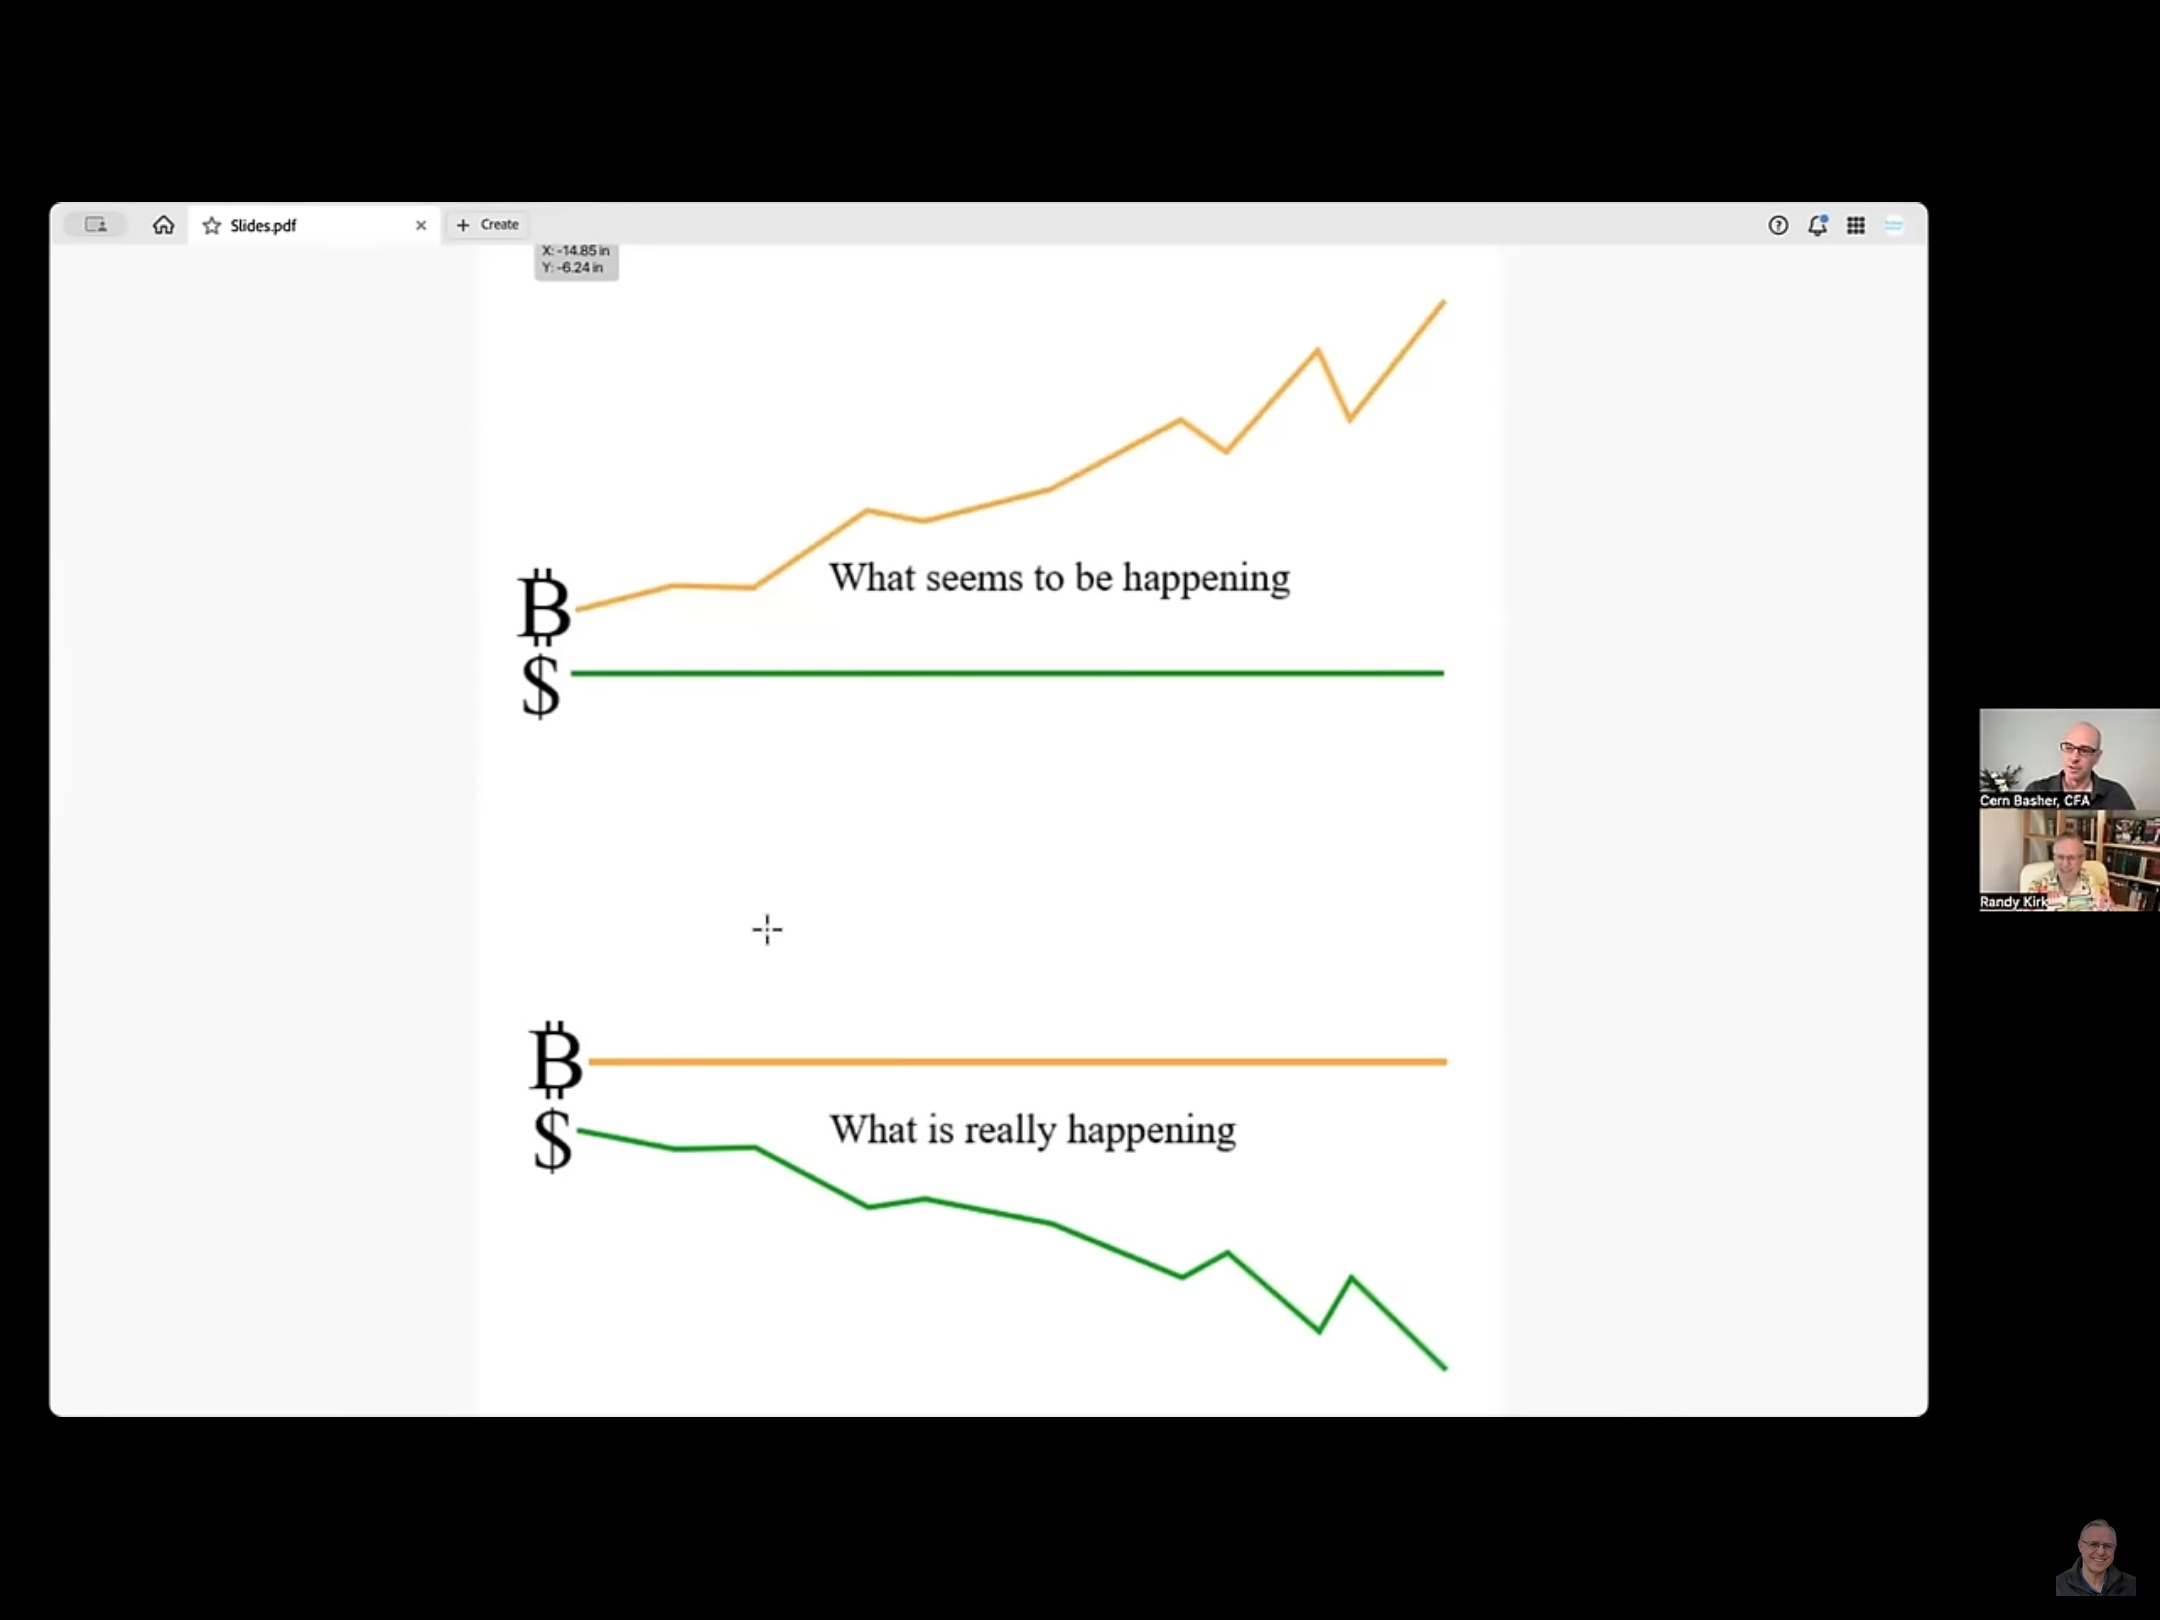 Slides.pdf
Create
X: -14.85 in
Y: -6.24 in
What seems to be happening
₿
$
Cern Basher, CFA
Randy Kirk
₿
$
What is really happening